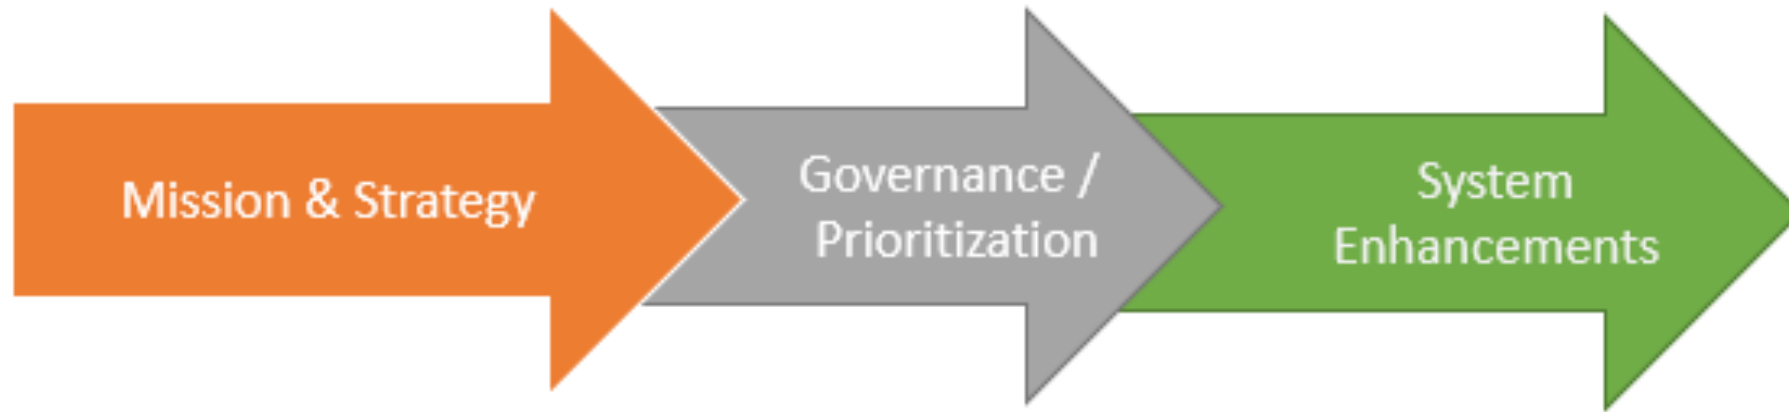 Mission & Strategy
Governance /
Prioritization
System
Enhancements